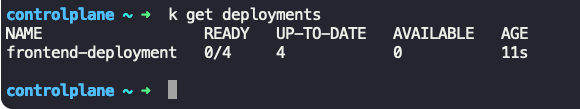 controlplane ~ ➜  k get deployments
NAME                  READY   UP-TO-DATE   AVAILABLE   AGE
frontend-deployment   0/4     4            0           11s
controlplane ~ ➜